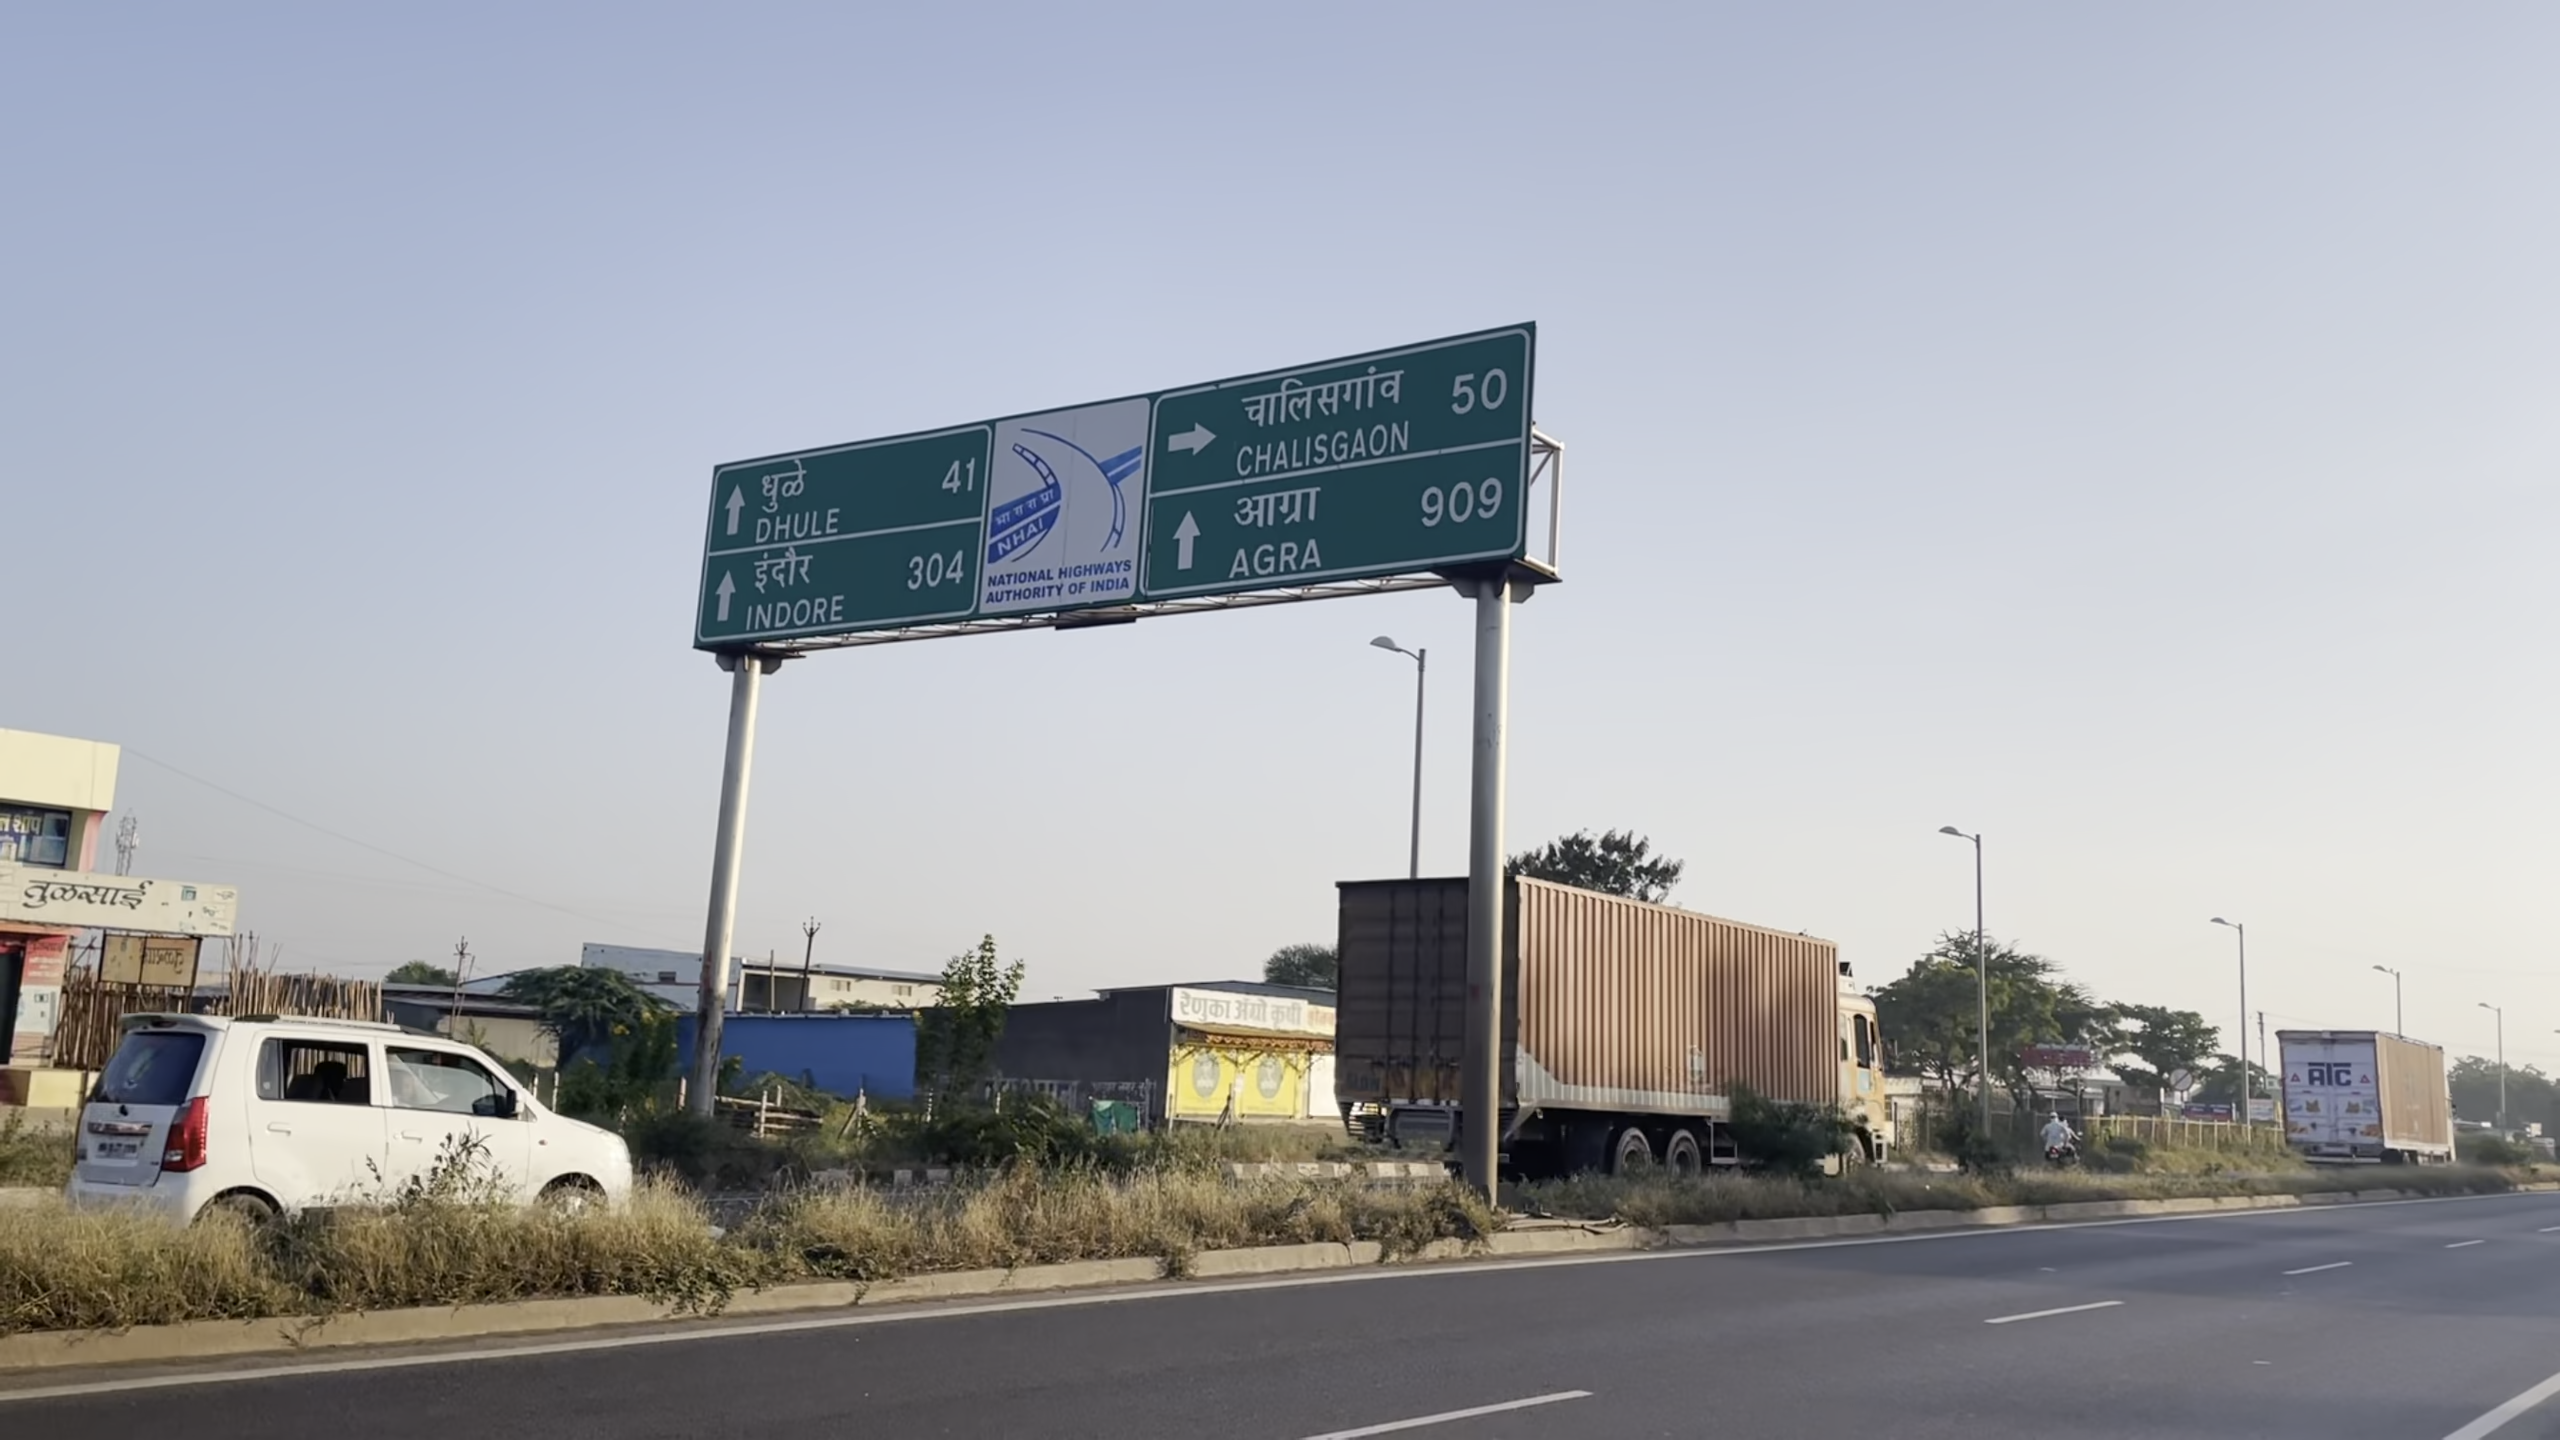 धुळे 41
DHULE
इंदौर 304
INDORE
भा रा रा प्रा
NHAI
NATIONAL HIGHWAYS
AUTHORITY OF INDIA
चालिसगांव 50
CHALISGAON
आग्रा 909
AGRA
तुळसाई
रेणुका अॅग्रो कृषी
ATC